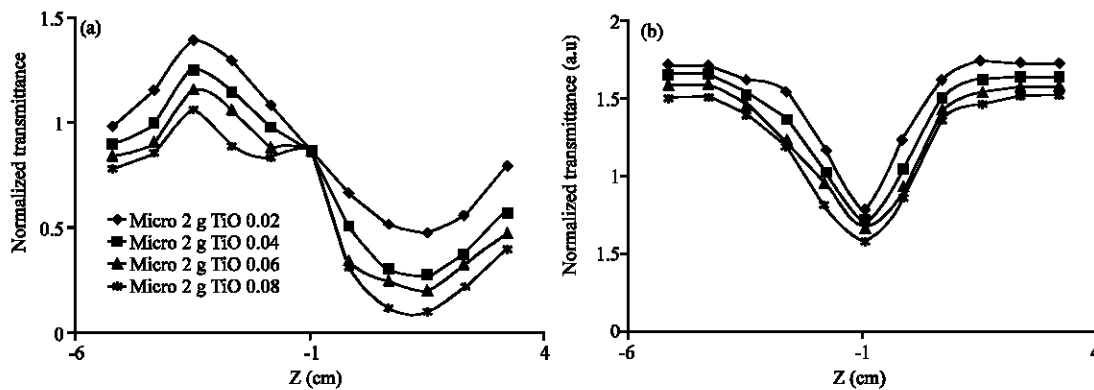 (a)
Normalized transmittance
1.5
1
0.5
0
Micro 2 g TiO 0.02
Micro 2 g TiO 0.04
Micro 2 g TiO 0.06
Micro 2 g TiO 0.08
-6
-1
4
Z (cm)
(b)
Normalized transmittance (a.u)
2
1.5
1
1.5
0
-6
-1
4
Z (cm)